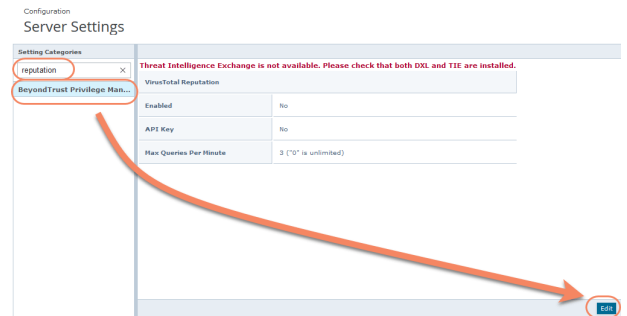 Configuration
Server Settings
Setting Categories
reputation ×
Threat Intelligence Exchange is not available. Please check that both DXL and TIE are installed.
BeyondTrust Privilege Man...
VirusTotal Reputation
Enabled No
API Key No
Max Queries Per Minute 3 ("0" is unlimited)
Edit